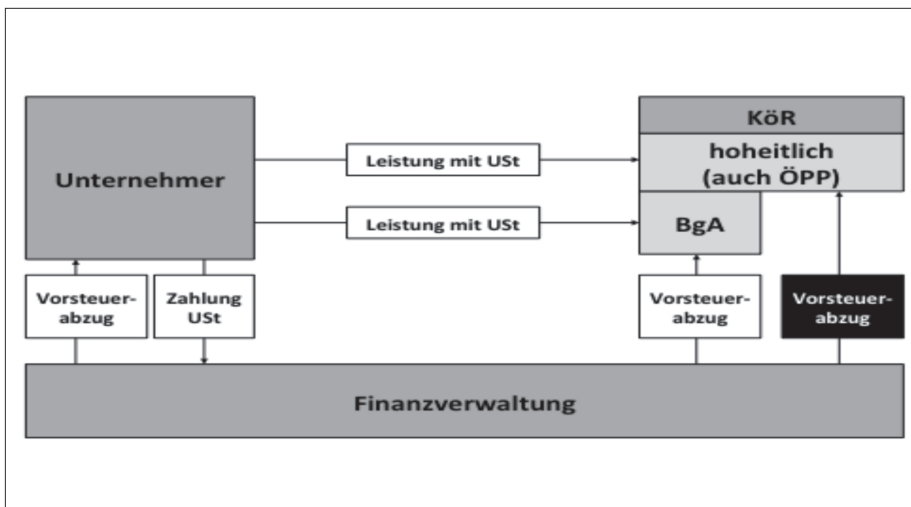 KöR
Leistung mit USt
hoheitlich
(auch ÖPP)
Unternehmer
Leistung mit USt
BgA
Vorsteuer-
abzug
Zahlung
USt
Vorsteuer-
abzug
Vorsteuer-
abzug
Finanzverwaltung